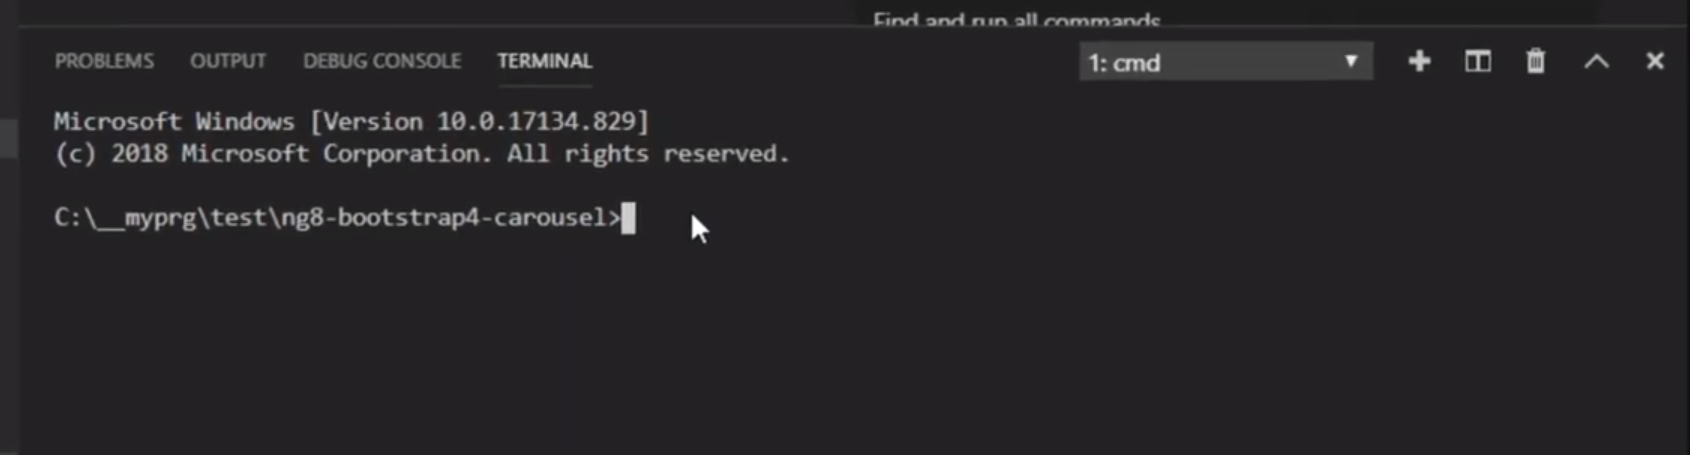 Find and run all commands
PROBLEMS OUTPUT DEBUG CONSOLE TERMINAL 1: cmd
Microsoft Windows [Version 10.0.17134.829]
(c) 2018 Microsoft Corporation. All rights reserved.
C:\__myprg\test\ng8-bootstrap4-carousel>